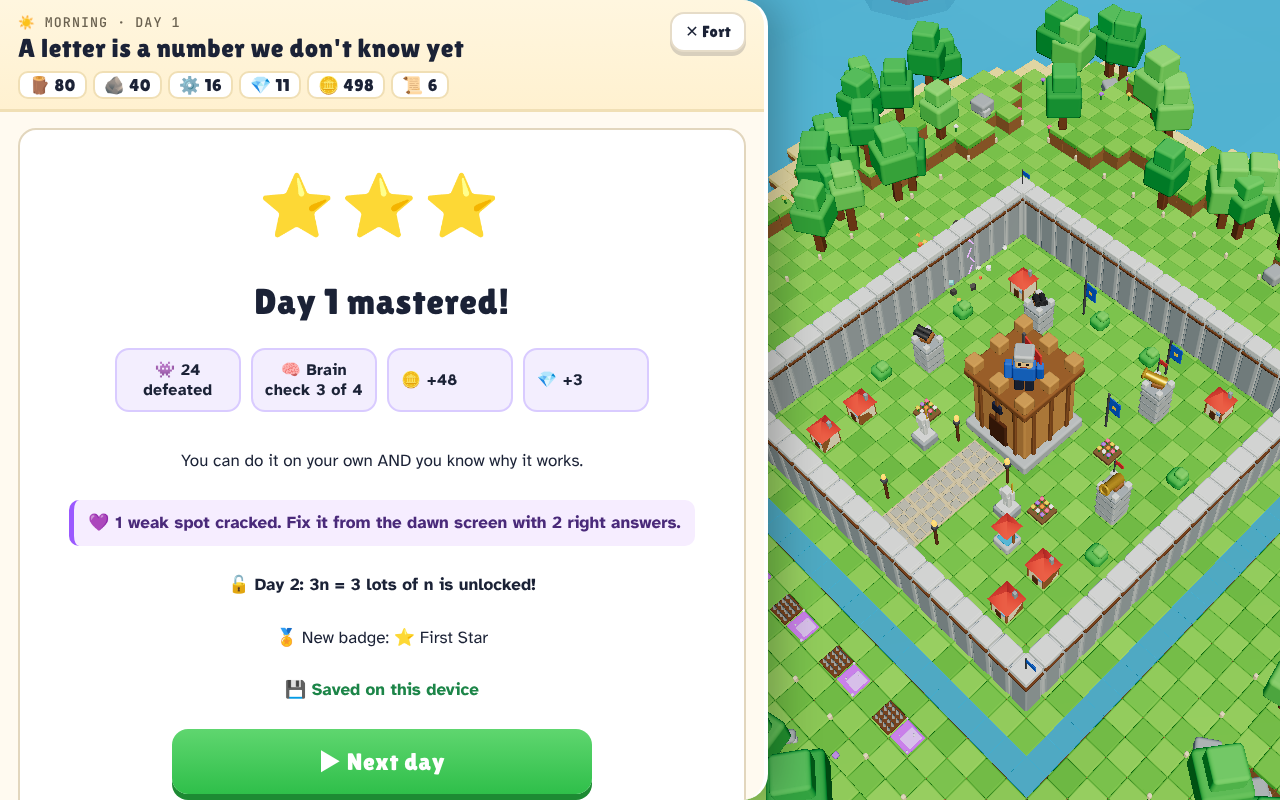 ☀️ MORNING · DAY 1
A letter is a number we don't know yet
✕ Fort
🪵 80 🪨 40 ⚙️ 16 💎 11 🪙 498 📜 6
⭐⭐⭐
Day 1 mastered!
👾 24 defeated
🧠 Brain check 3 of 4
🪙 +48
💎 +3
You can do it on your own AND you know why it works.
💜 1 weak spot cracked. Fix it from the dawn screen with 2 right answers.
🔓 Day 2: 3n = 3 lots of n is unlocked!
🏅 New badge: ⭐ First Star
💾 Saved on this device
▶ Next day